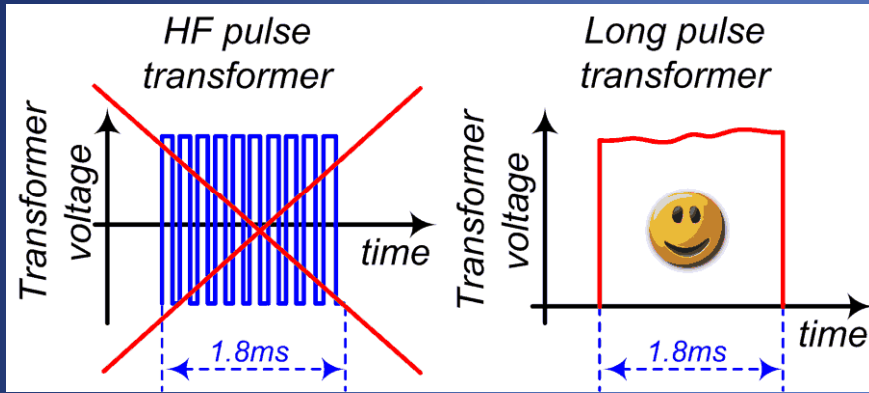 HF pulse
transformer
Transformer
voltage
time
1.8ms
Long pulse
transformer
Transformer
voltage
time
1.8ms